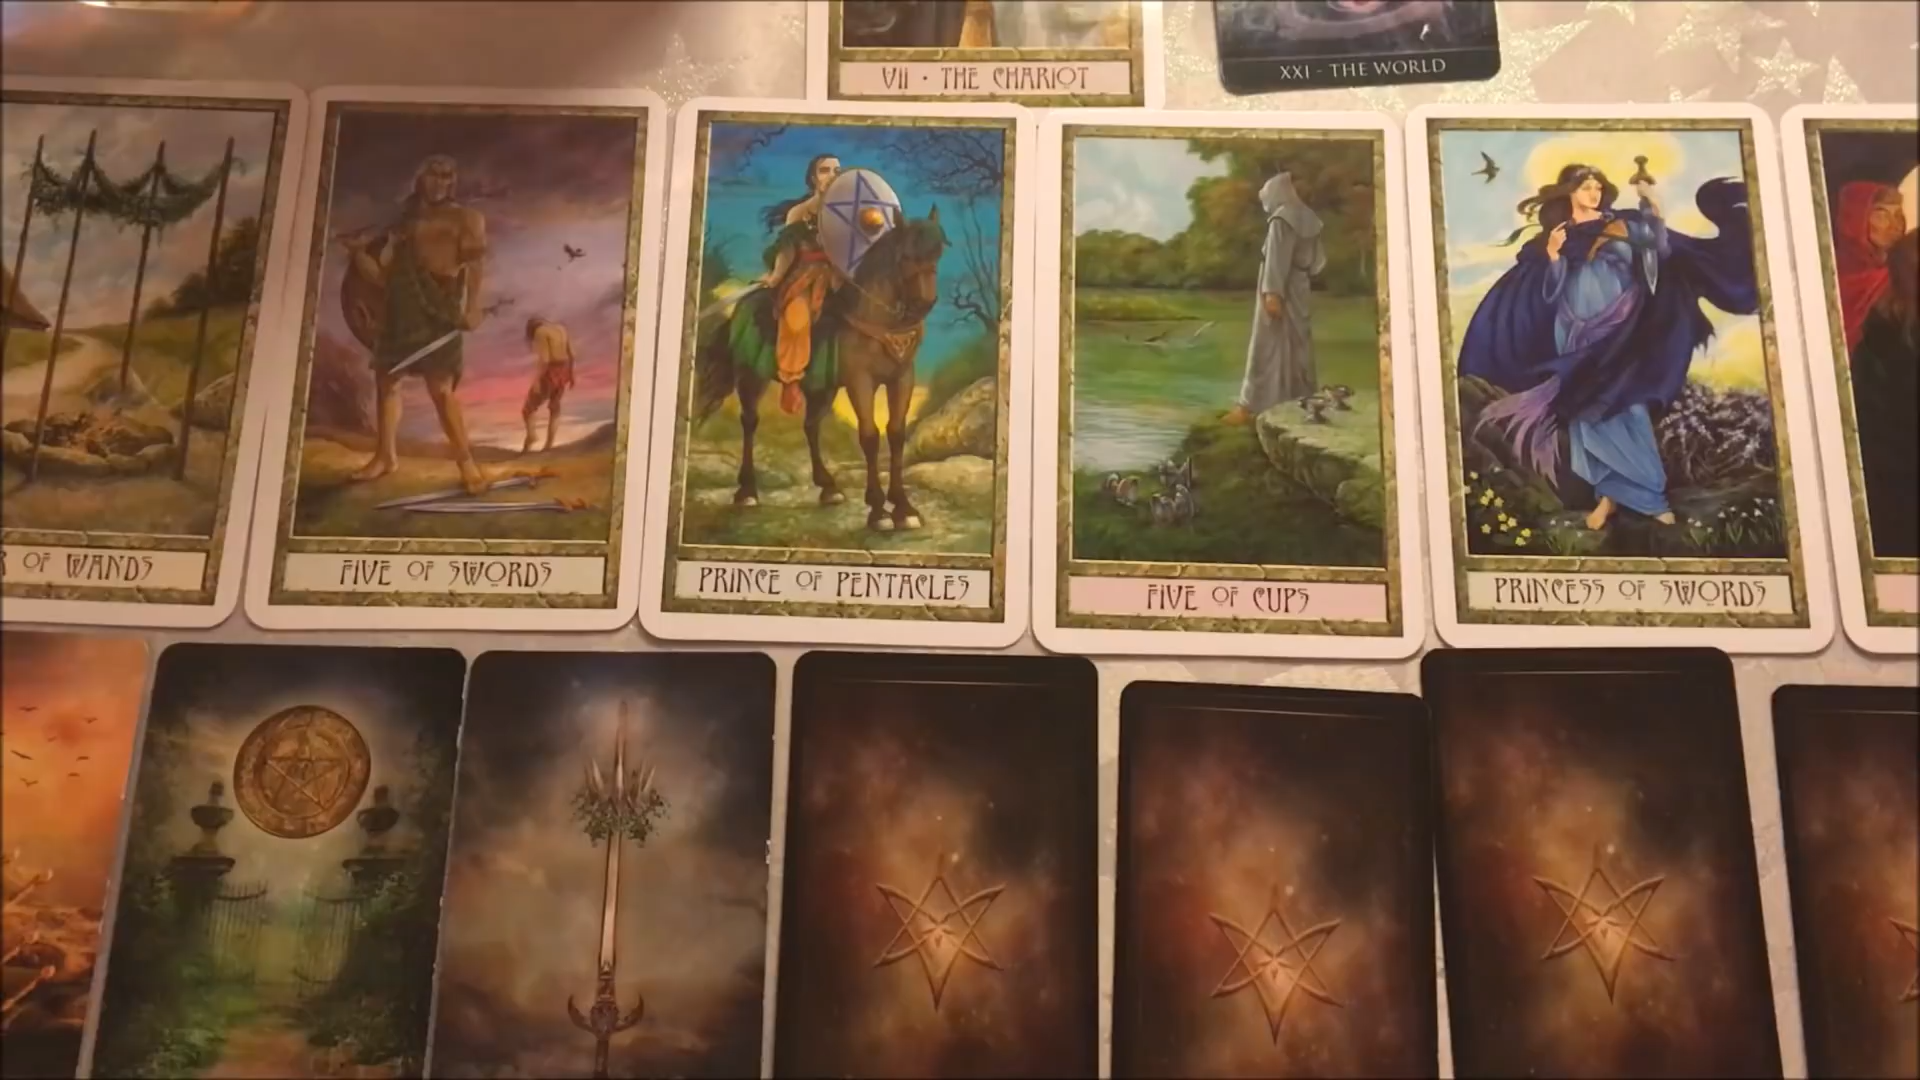 VII · THE CHARIOT
XXI - THE WORLD
R OF WANDS
FIVE OF SWORDS
PRINCE OF PENTACLES
FIVE OF CUPS
PRINCESS OF SWORDS